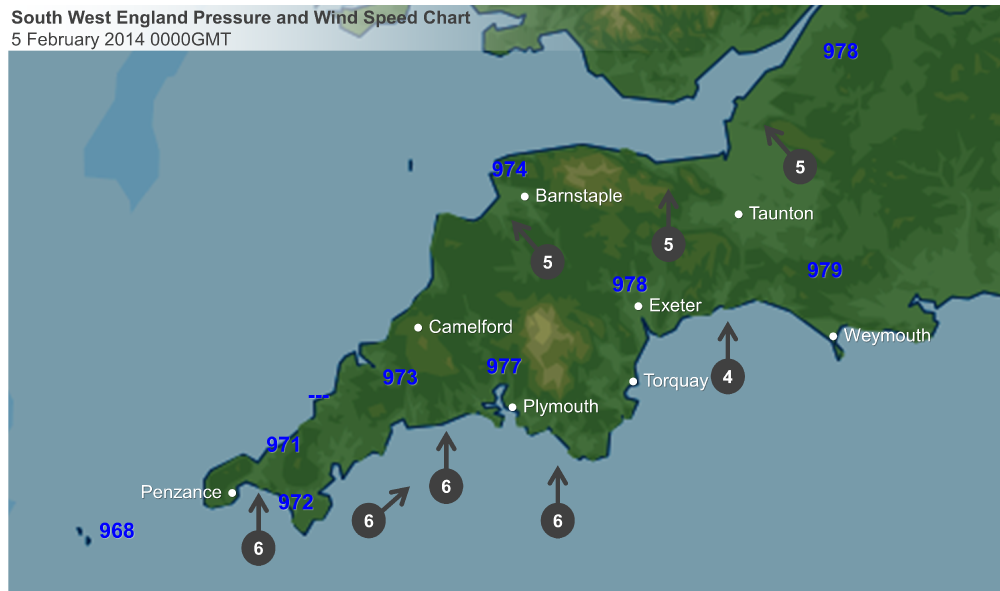 South West England Pressure and Wind Speed Chart
5 February 2014 0000GMT
978
5
974
Barnstaple
Taunton
5
5
979
978
Exeter
Camelford
Weymouth
977
973
Torquay
4
---
Plymouth
971
6
Penzance
972
6
6
968
6